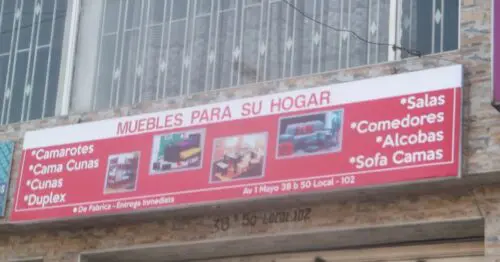 MUEBLES PARA SU HOGAR
*Camarotes
*Cama Cunas
*Cunas
*Duplex
*Salas
*Comedores
*Alcobas
*Sofa Camas
* De Fabrica - Entrega Inmediata
Av 1 Mayo 38 b 50 Local - 102
38 B 50 LOCAL 102